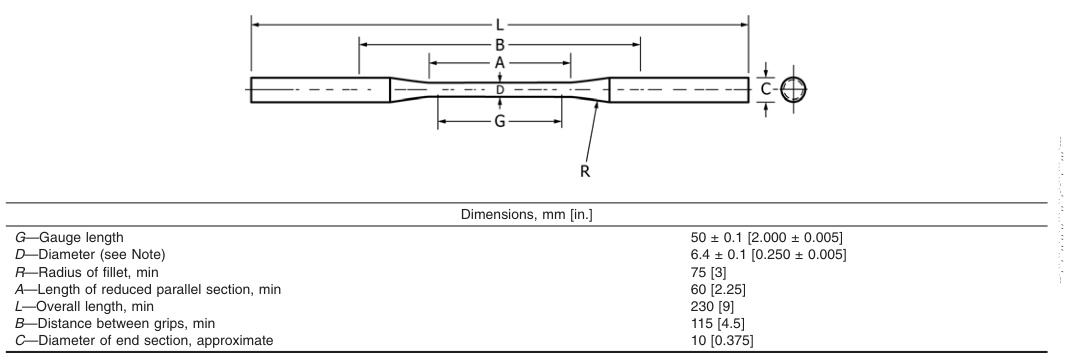 L
B
A
D
C
G
R
Dimensions, mm [in.]
G—Gauge length 50 ± 0.1 [2.000 ± 0.005]
D—Diameter (see Note) 6.4 ± 0.1 [0.250 ± 0.005]
R—Radius of fillet, min 75 [3]
A—Length of reduced parallel section, min 60 [2.25]
L—Overall length, min 230 [9]
B—Distance between grips, min 115 [4.5]
C—Diameter of end section, approximate 10 [0.375]